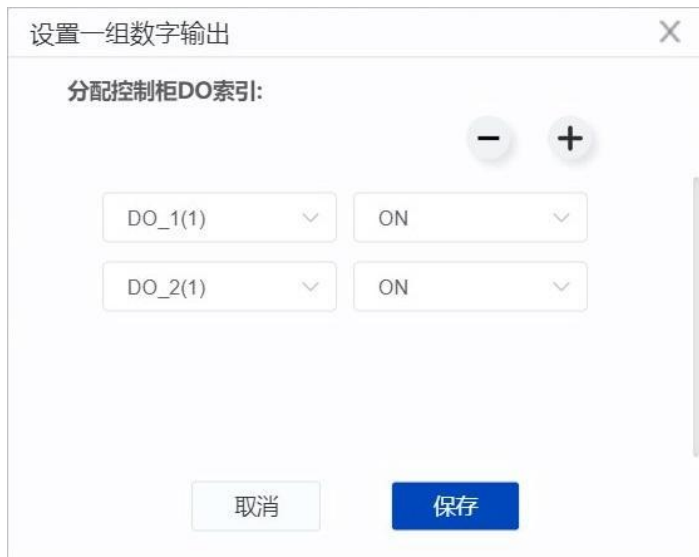 设置一组数字输出
分配控制柜DO索引:
DO_1(1) ON
DO_2(1) ON
取消 保存